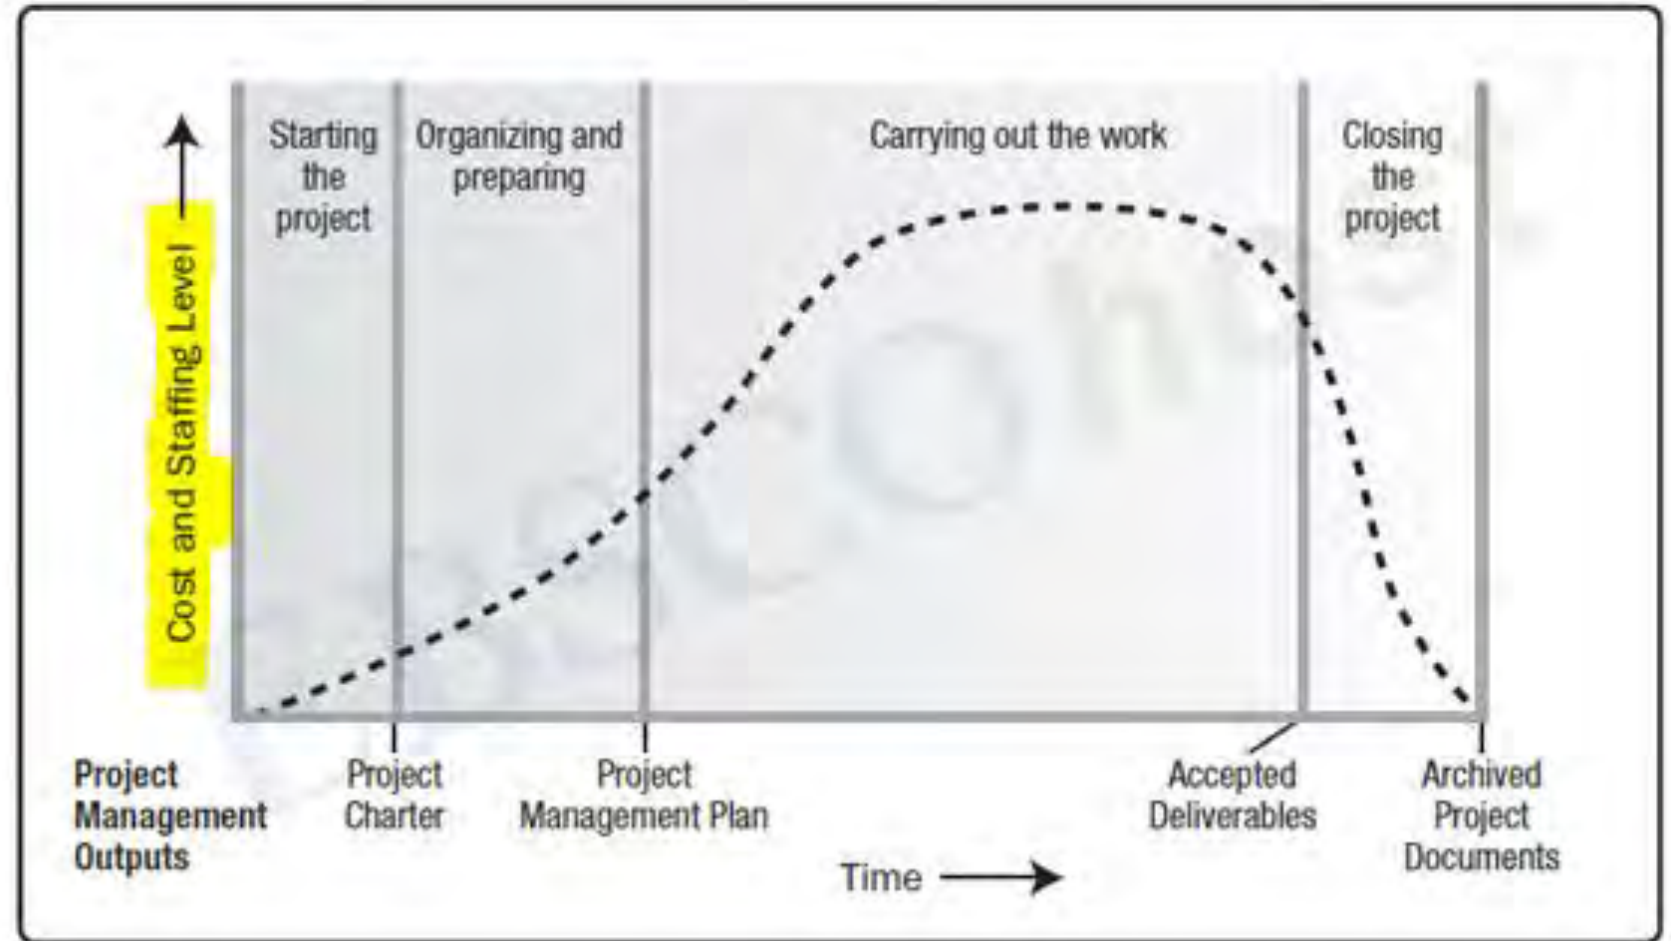 Starting
the
project
Organizing and
preparing
Carrying out the work
Closing
the
project
Cost and Staffing Level
Project
Management
Outputs
Project
Charter
Project
Management Plan
Accepted
Deliverables
Archived
Project
Documents
Time